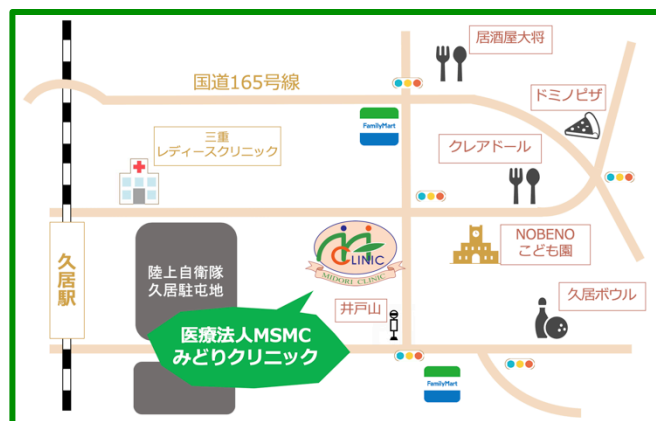 居酒屋大将
国道165号線
ドミノピザ
FamilyMart
三重
レディースクリニック
クレアドール
久居駅
陸上自衛隊
久居駐屯地
CLINIC
MIDORI CLINIC
NOBENO
こども園
井戸山
久居ボウル
医療法人MSMC
みどりクリニック
FamilyMart